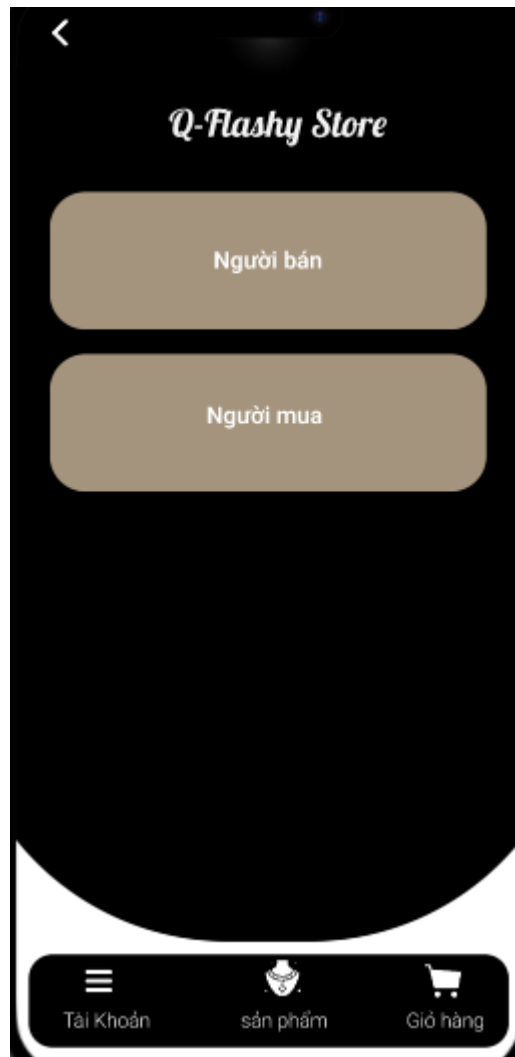 Q-Flashy Store
Người bán
Người mua
Tài Khoản
sản phẩm
Giỏ hàng